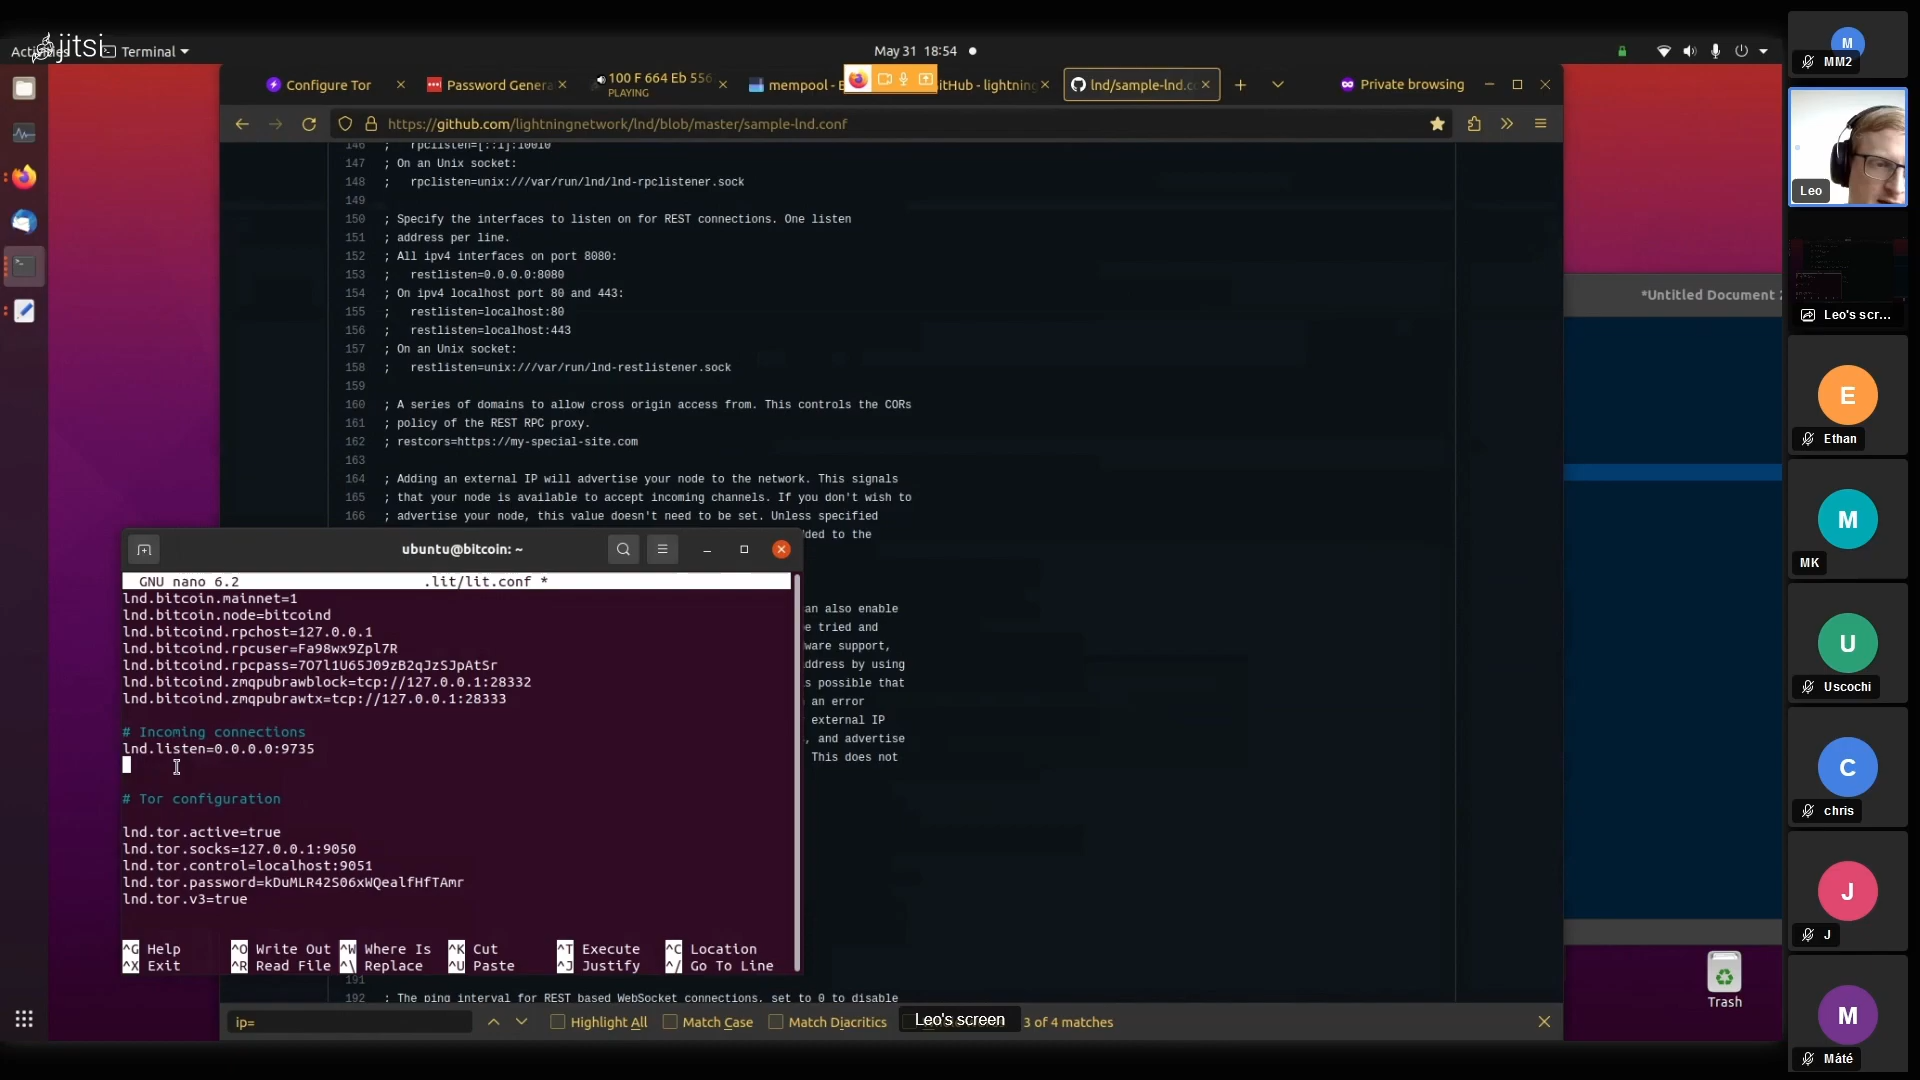 jitsi
Activities
Terminal
May 31 18:54
Configure Tor
Password Genera
100 F 664 Eb 556
PLAYING
mempool - B
itHub - lightning
lnd/sample-lnd.c
Private browsing
https://github.com/lightningnetwork/lnd/blob/master/sample-lnd.conf
146 ; rpclisten=[::1]:10010
147 ; On an Unix socket:
148 ; rpclisten=unix:///var/run/lnd/lnd-rpclistener.sock
149
150 ; Specify the interfaces to listen on for REST connections. One listen
151 ; address per line.
152 ; All ipv4 interfaces on port 8080:
153 ; restlisten=0.0.0.0:8080
154 ; On ipv4 localhost port 80 and 443:
155 ; restlisten=localhost:80
156 ; restlisten=localhost:443
157 ; On an Unix socket:
158 ; restlisten=unix:///var/run/lnd-restlistener.sock
159
160 ; A series of domains to allow cross origin access from. This controls the CORs
161 ; policy of the REST RPC proxy.
162 ; restcors=https://my-special-site.com
163
164 ; Adding an external IP will advertise your node to the network. This signals
165 ; that your node is available to accept incoming channels. If you don't wish to
166 ; advertise your node, this value doesn't need to be set. Unless specified
ded to the
an also enable
e tried and
ware support,
ddress by using
s possible that
an error
external IP
, and advertise
This does not
191
192 ; The ping interval for REST based WebSocket connections, set to 0 to disable
ubuntu@bitcoin: ~
GNU nano 6.2 .lit/lit.conf *
lnd.bitcoin.mainnet=1
lnd.bitcoin.node=bitcoind
lnd.bitcoind.rpchost=127.0.0.1
lnd.bitcoind.rpcuser=Fa98wx9Zpl7R
lnd.bitcoind.rpcpass=7O7l1U65J09zB2qJzSJpAtSr
lnd.bitcoind.zmqpubrawblock=tcp://127.0.0.1:28332
lnd.bitcoind.zmqpubrawtx=tcp://127.0.0.1:28333
# Incoming connections
lnd.listen=0.0.0.0:9735
# Tor configuration
lnd.tor.active=true
lnd.tor.socks=127.0.0.1:9050
lnd.tor.control=localhost:9051
lnd.tor.password=kDuMLR42S06xWQealfHfTAmr
lnd.tor.v3=true
^G Help ^O Write Out ^W Where Is ^K Cut ^T Execute ^C Location
^X Exit ^R Read File ^\ Replace ^U Paste ^J Justify ^/ Go To Line
ip=
Highlight All
Match Case
Match Diacritics
Leo's screen
3 of 4 matches
*Untitled Document 2
Trash
M
MM2
Leo
Leo's scr...
E
Ethan
M
MK
U
Uscochi
C
chris
J
J
M
Máté